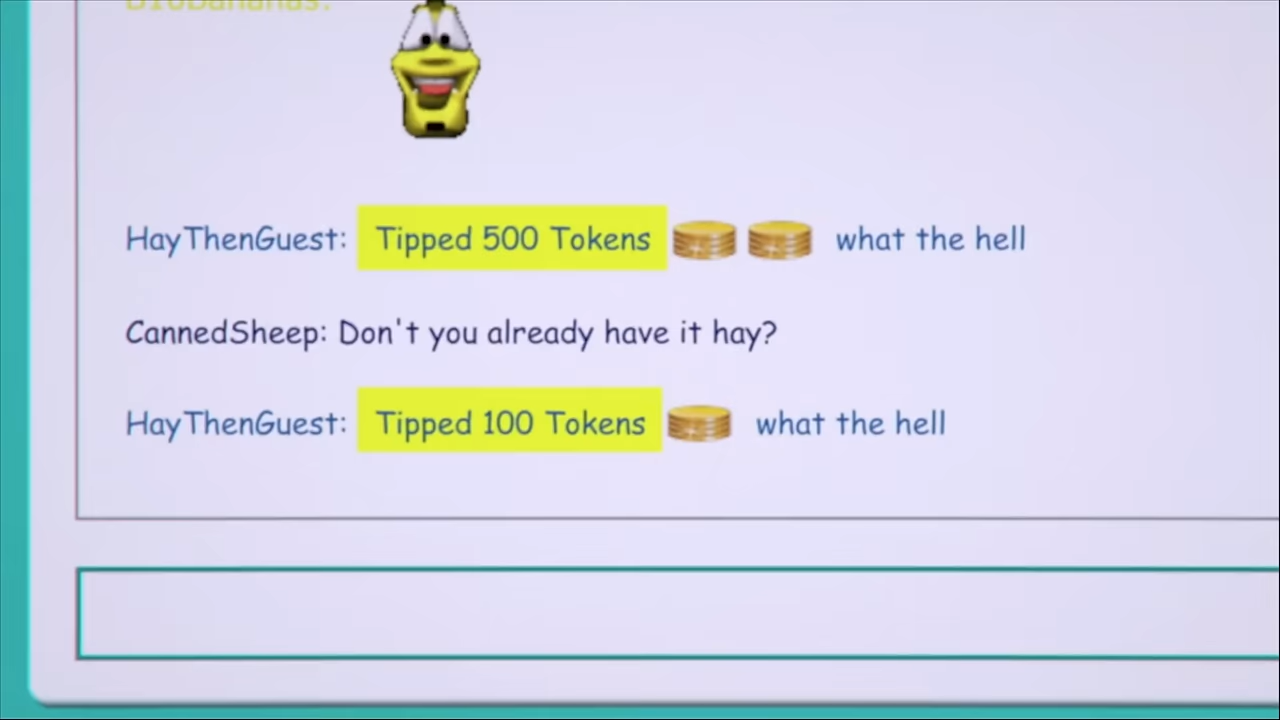 HayThenGuest: Tipped 500 Tokens what the hell
CannedSheep: Don't you already have it hay?
HayThenGuest: Tipped 100 Tokens what the hell